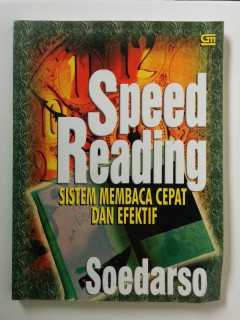 Speed
Reading
SISTEM MEMBACA CEPAT
DAN EFEKTIF
Soedarso